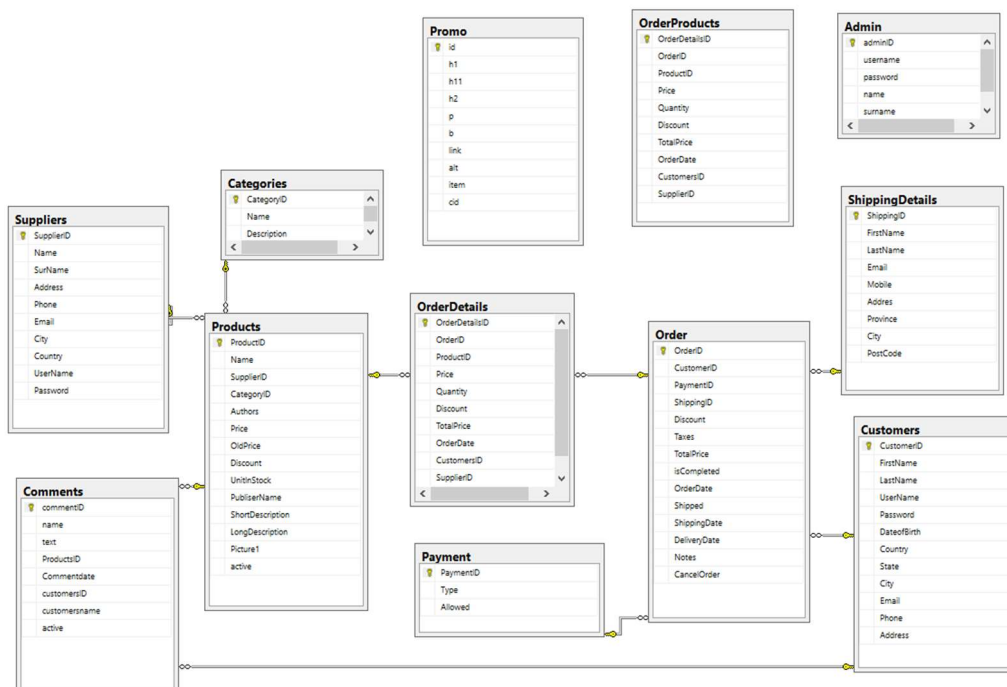 Promo
id
h1
h11
h2
p
b
link
alt
item
cid
OrderProducts
OrderDetailsID
OrderID
ProductID
Price
Quantity
Discount
TotalPrice
OrderDate
CustomersID
SupplierID
Admin
adminID
username
password
name
surname
Categories
CategoryID
Name
Description
Suppliers
SupplierID
Name
SurName
Address
Phone
Email
City
Country
UserName
Password
ShippingDetails
ShippingID
FirstName
LastName
Email
Mobile
Addres
Province
City
PostCode
Products
ProductID
Name
SupplierID
CategoryID
Authors
Price
OldPrice
Discount
UnitInStock
PubliserName
ShortDescription
LongDescription
Picture1
active
OrderDetails
OrderDetailsID
OrderID
ProductID
Price
Quantity
Discount
TotalPrice
OrderDate
CustomersID
SupplierID
Order
OrderID
CustomerID
PaymentID
ShippingID
Discount
Taxes
TotalPrice
isCompleted
OrderDate
Shipped
ShippingDate
DeliveryDate
Notes
CancelOrder
Customers
CustomerID
FirstName
LastName
UserName
Password
DateofBirth
Country
State
City
Email
Phone
Address
Comments
commentID
name
text
ProductsID
Commentdate
customersID
customersname
active
Payment
PaymentID
Type
Allowed